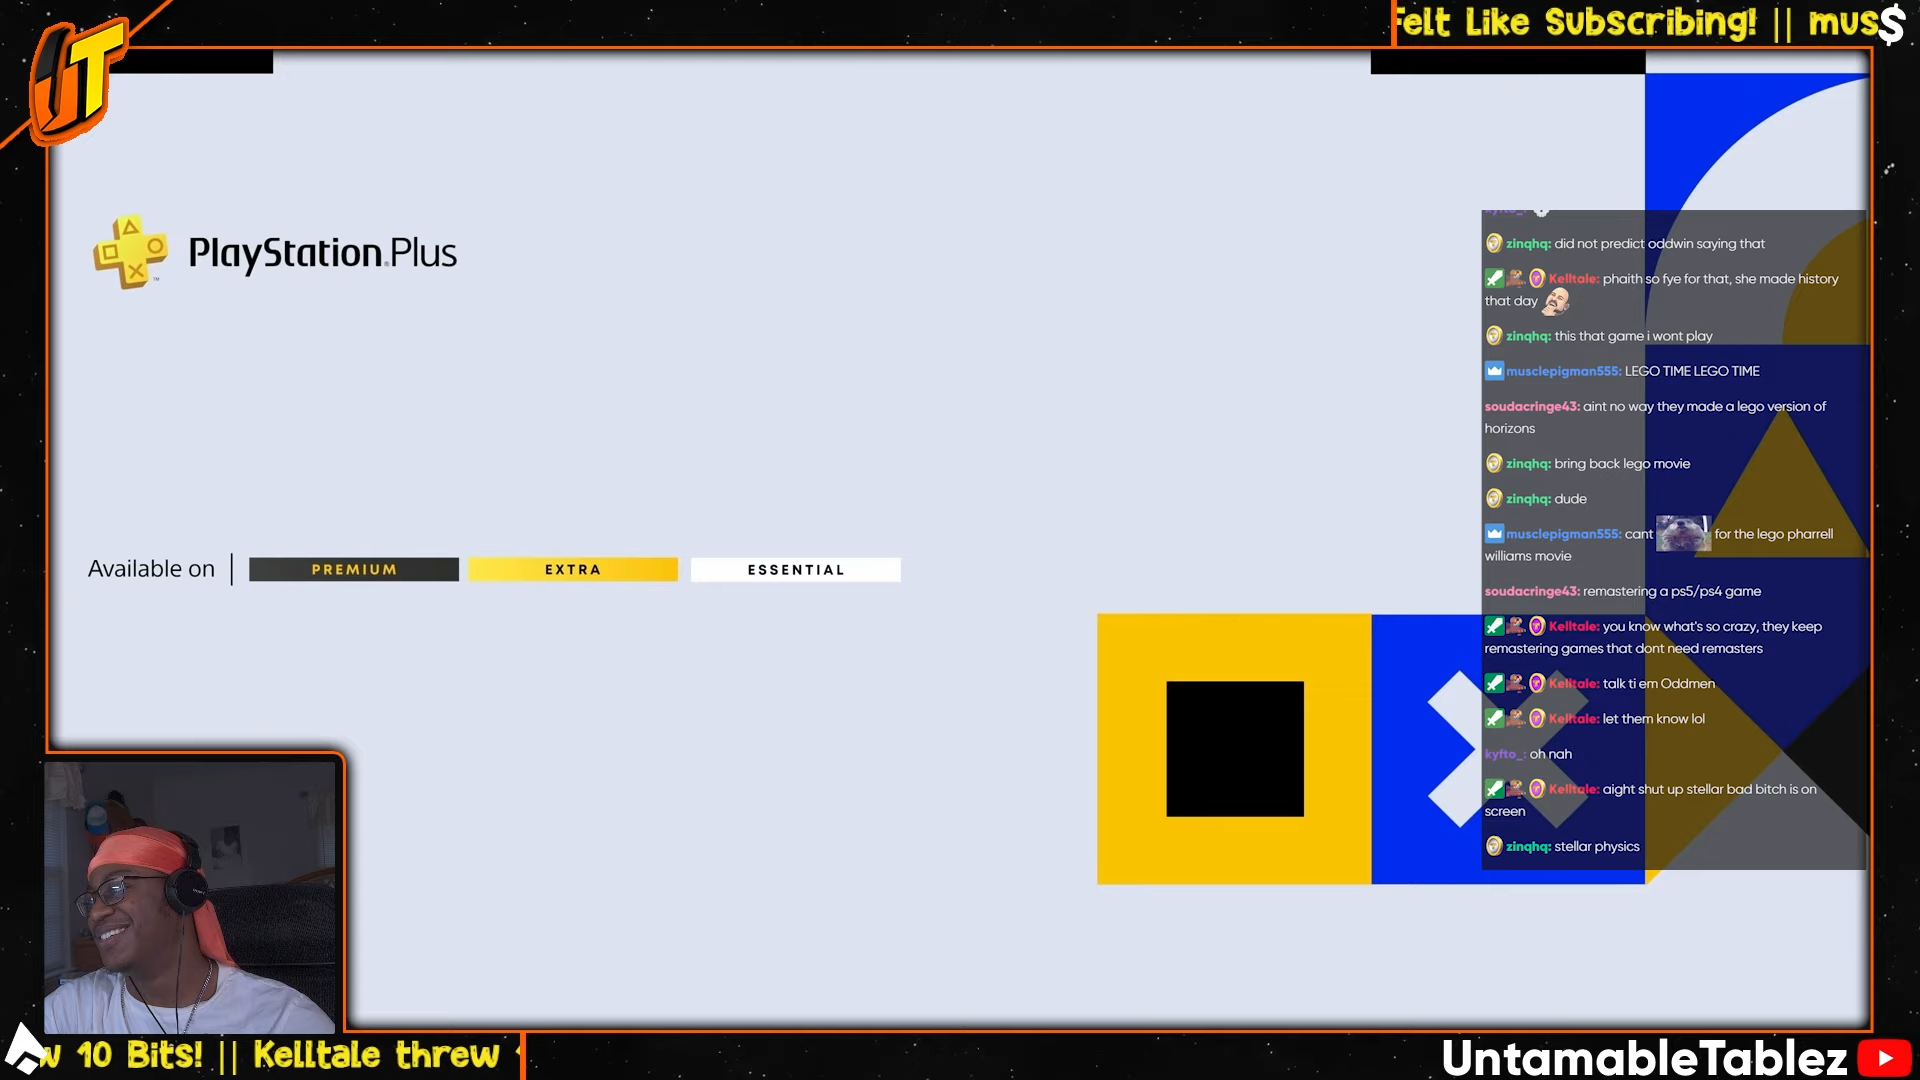 Felt Like Subscribing! || mus$
UT
PlayStation.Plus
zinqhq: did not predict oddwin saying that
Kelltale: phaith so fye for that, she made history
that day
zinqhq: this that game i wont play
musclepigman555: LEGO TIME LEGO TIME
soudacringe43: aint no way they made a lego version of
horizons
zinqhq: bring back lego movie
zinqhq: dude
musclepigman555: cant for the lego pharrell
williams movie
soudacringe43: remastering a ps5/ps4 game
Kelltale: you know what's so crazy, they keep
remastering games that dont need remasters
Kelltale: talk ti em Oddmen
Kelltale: let them know lol
kyfto_: oh nah
Kelltale: aight shut up stellar bad bitch is on
screen
zinqhq: stellar physics
Available on | PREMIUM EXTRA ESSENTIAL
w 10 Bits! || Kelltale threw
UntamableTablez